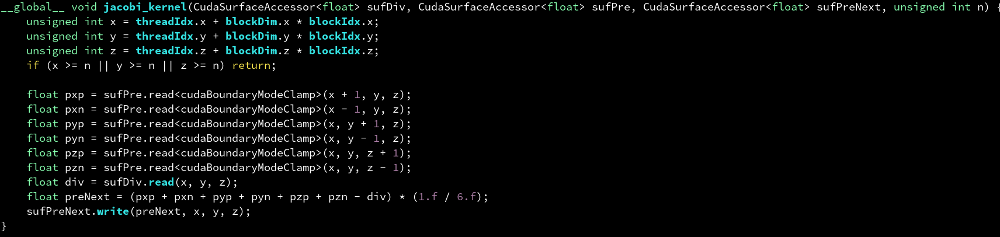 __global__ void jacobi_kernel(CudaSurfaceAccessor<float> sufDiv, CudaSurfaceAccessor<float> sufPre, CudaSurfaceAccessor<float> sufPreNext, unsigned int n) {
    unsigned int x = threadIdx.x + blockDim.x * blockIdx.x;
    unsigned int y = threadIdx.y + blockDim.y * blockIdx.y;
    unsigned int z = threadIdx.z + blockDim.z * blockIdx.z;
    if (x >= n || y >= n || z >= n) return;

    float pxp = sufPre.read<cudaBoundaryModeClamp>(x + 1, y, z);
    float pxn = sufPre.read<cudaBoundaryModeClamp>(x - 1, y, z);
    float pyp = sufPre.read<cudaBoundaryModeClamp>(x, y + 1, z);
    float pyn = sufPre.read<cudaBoundaryModeClamp>(x, y - 1, z);
    float pzp = sufPre.read<cudaBoundaryModeClamp>(x, y, z + 1);
    float pzn = sufPre.read<cudaBoundaryModeClamp>(x, y, z - 1);
    float div = sufDiv.read(x, y, z);
    float preNext = (pxp + pxn + pyp + pyn + pzp + pzn - div) * (1.f / 6.f);
    sufPreNext.write(preNext, x, y, z);
}